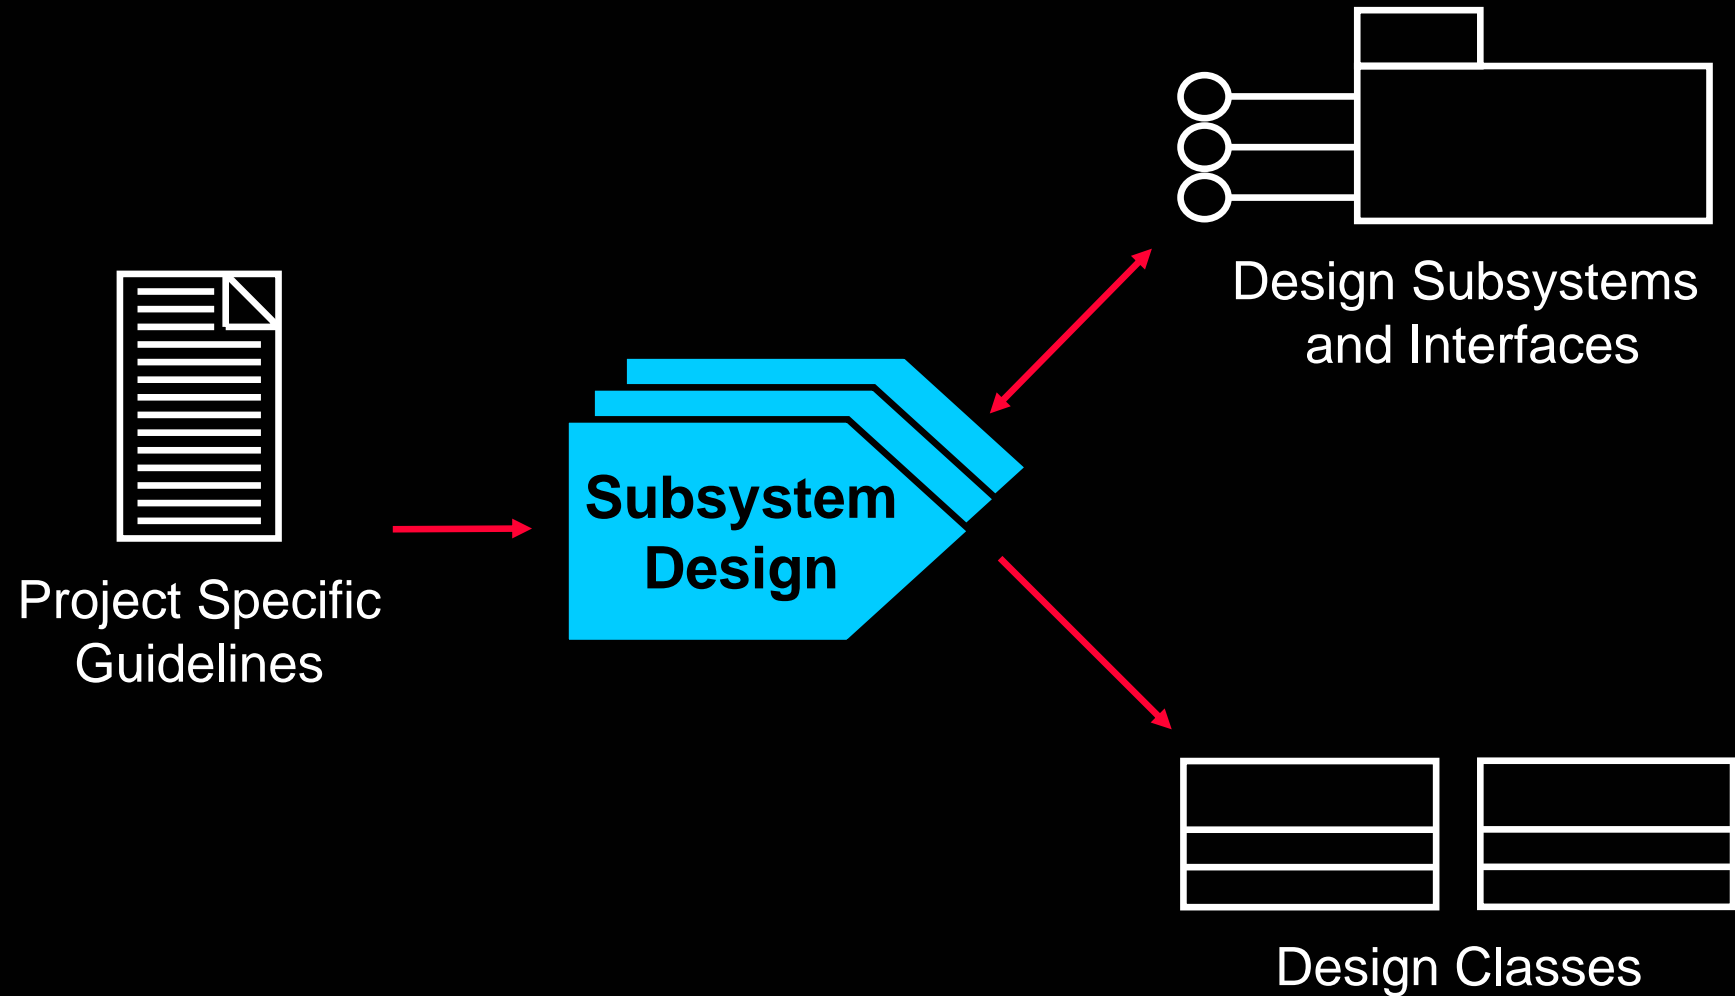 Design Subsystems
and Interfaces
Subsystem
Design
Project Specific
Guidelines
Design Classes